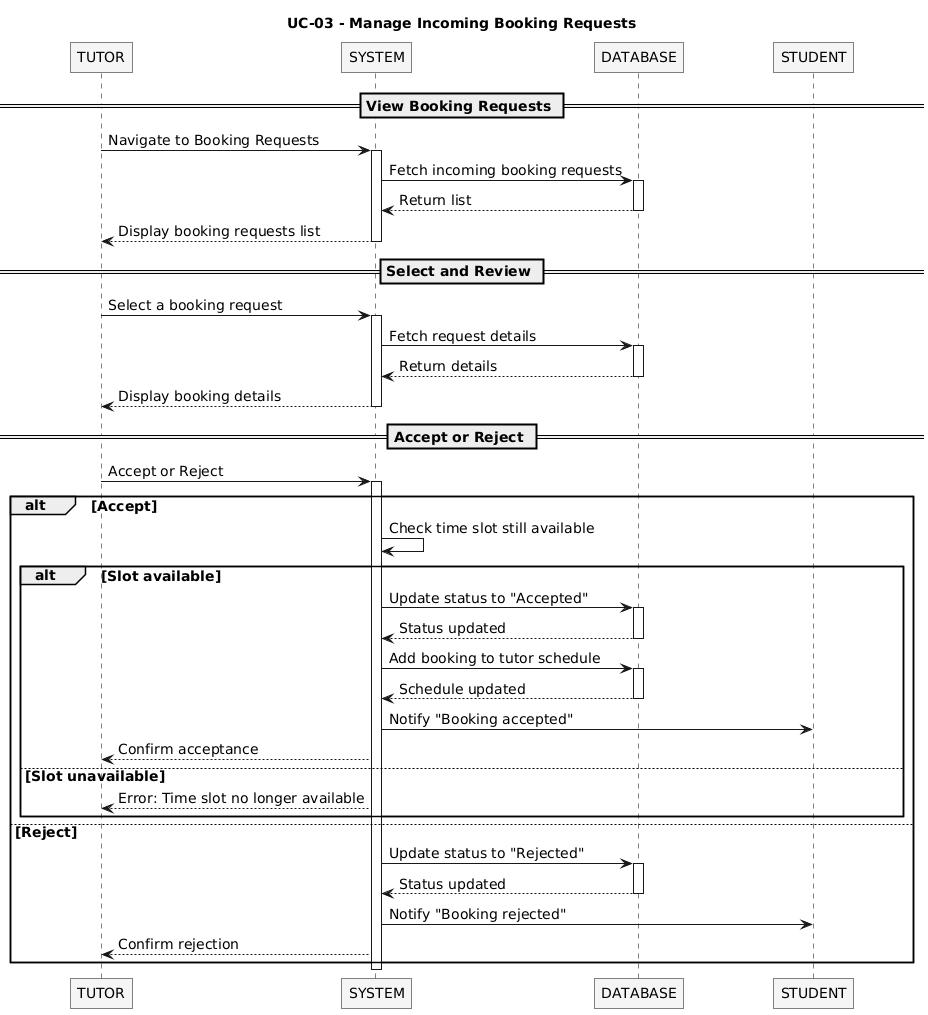 UC-03 - Manage Incoming Booking Requests
TUTOR SYSTEM DATABASE STUDENT
View Booking Requests
Navigate to Booking Requests
Fetch incoming booking requests
Return list
Display booking requests list
Select and Review
Select a booking request
Fetch request details
Return details
Display booking details
Accept or Reject
Accept or Reject
alt [Accept]
Check time slot still available
alt [Slot available]
Update status to "Accepted"
Status updated
Add booking to tutor schedule
Schedule updated
Notify "Booking accepted"
Confirm acceptance
[Slot unavailable]
Error: Time slot no longer available
[Reject]
Update status to "Rejected"
Status updated
Notify "Booking rejected"
Confirm rejection
TUTOR SYSTEM DATABASE STUDENT